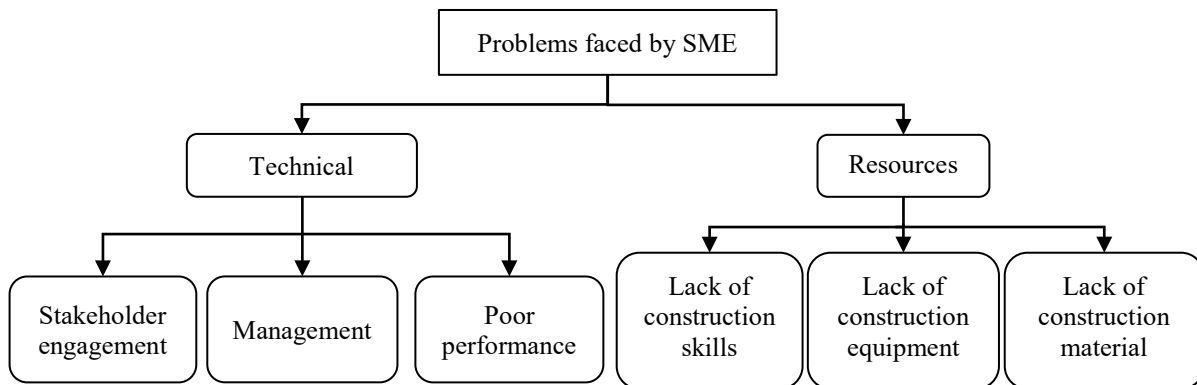 Problems faced by SME
Technical
Resources
Stakeholder
engagement
Management
Poor
performance
Lack of
construction
skills
Lack of
construction
equipment
Lack of
construction
material